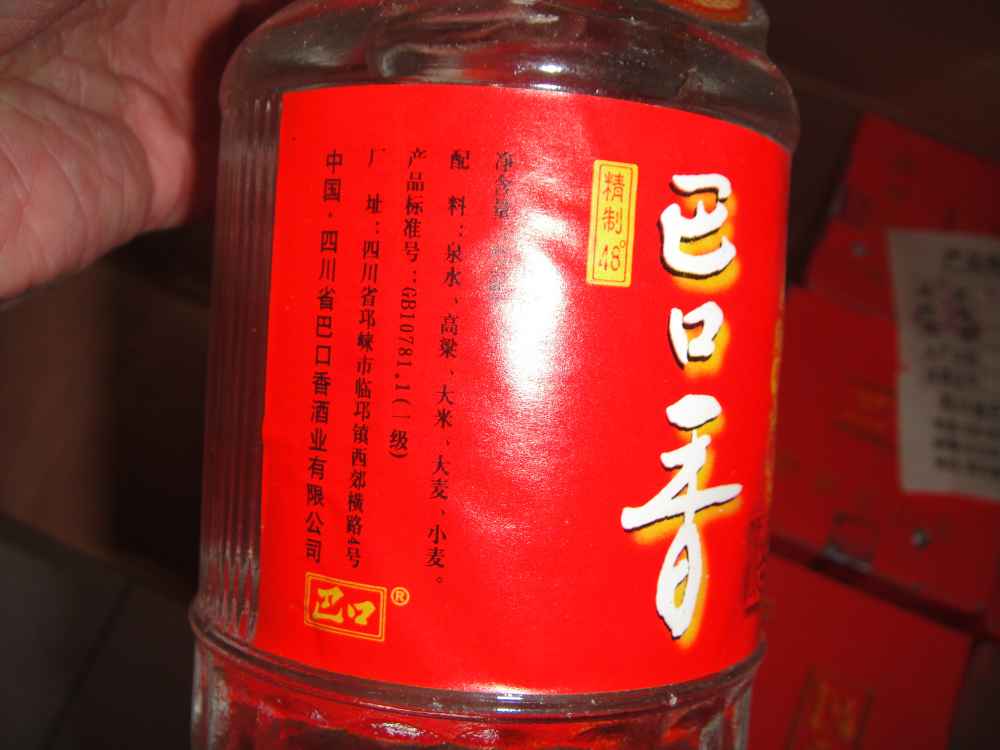 巴口香
精制48°
净含量
配 料：泉水、高粱、大米、大麦、小麦。
产品标准号：GB10781.1(一级)
厂 址：四川省邛崃市临邛镇西郊横路4号
中国·四川省巴口香酒业有限公司
巴口®